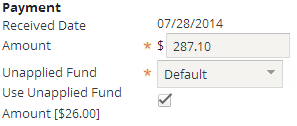 Payment
Received Date 07/28/2014
Amount * $ 287.10
Unapplied Fund * Default
Use Unapplied Fund
Amount [$26.00]